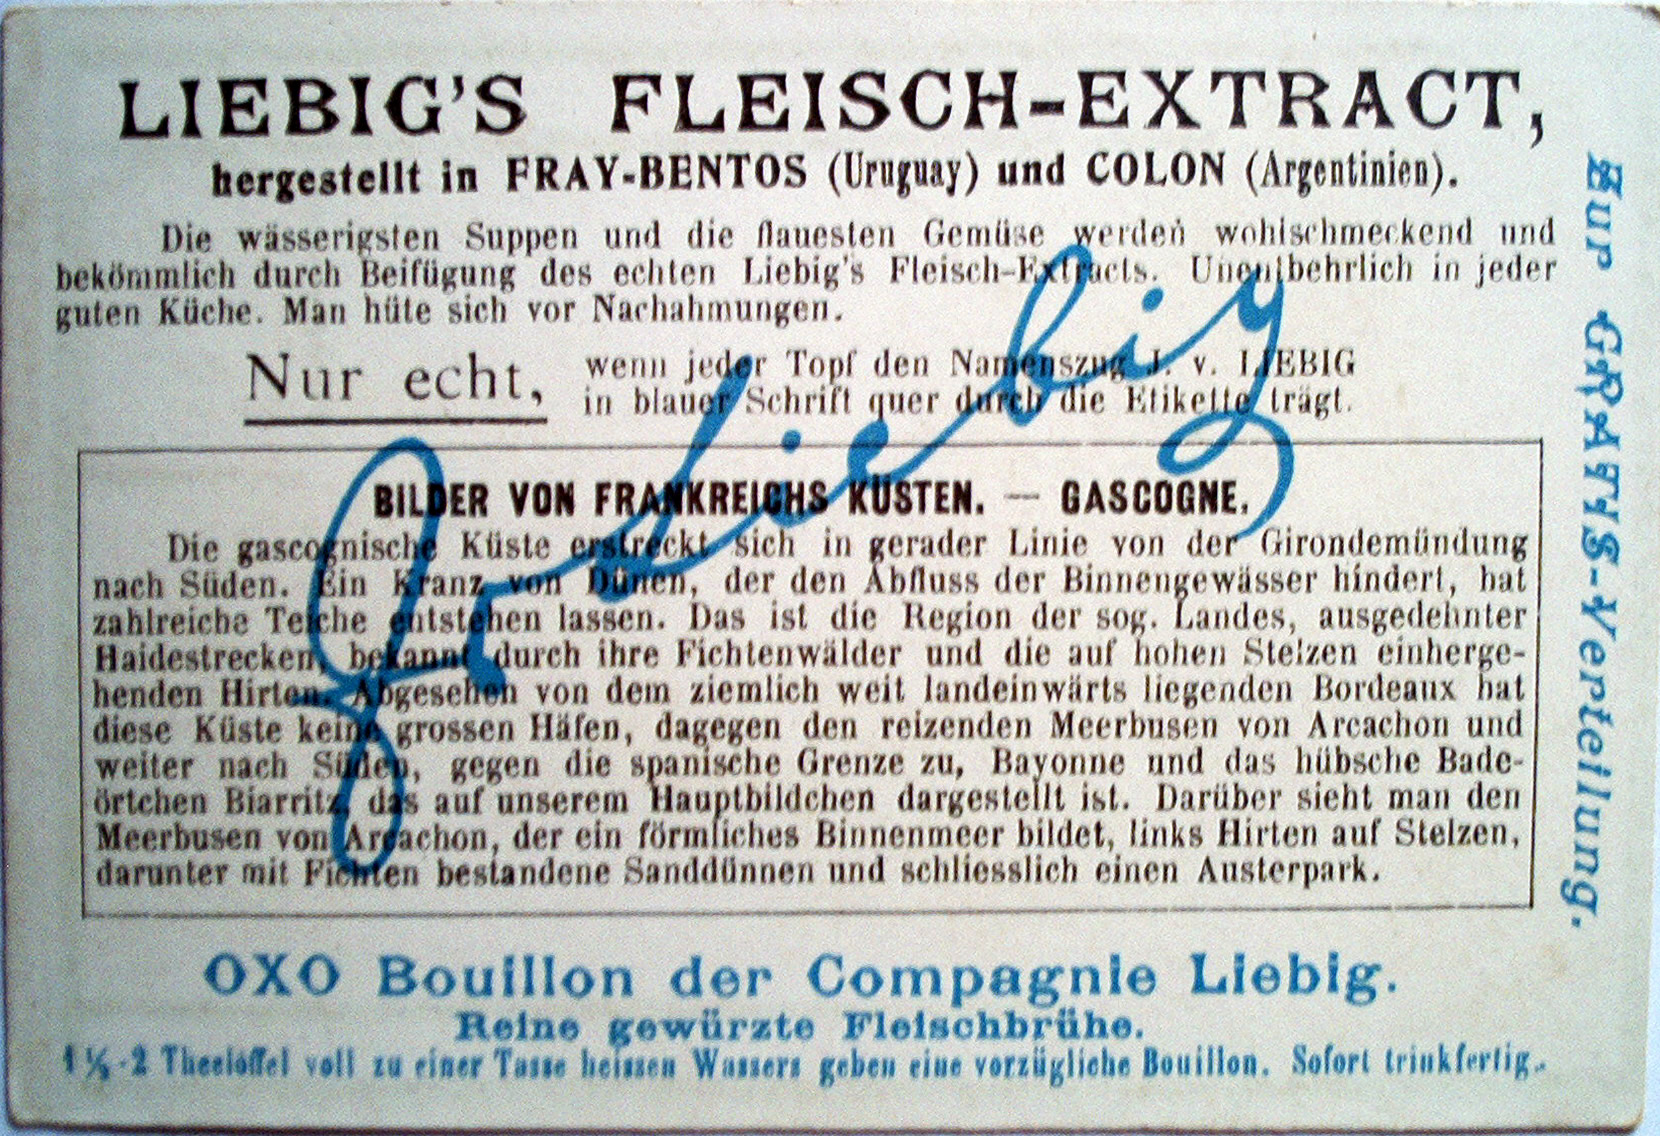 LIEBIG'S FLEISCH-EXTRACT,
hergestellt in FRAY-BENTOS (Uruguay) und COLON (Argentinien).
Die wässerigsten Suppen und die flauesten Gemüse werden wohlschmeckend und
bekömmlich durch Beifügung des echten Liebig's Fleisch-Extracts. Unentbehrlich in jeder
guten Küche. Man hüte sich vor Nachahmungen.
Nur echt,
wenn jeder Topf den Namenszug J. v. LIEBIG
in blauer Schrift quer durch die Etikette trägt.
J v Liebig
BILDER VON FRANKREICHS KÜSTEN. — GASCOGNE.
Die gascognische Küste erstreckt sich in gerader Linie von der Girondemündung
nach Süden. Ein Kranz von Dünen, der den Abfluss der Binnengewässer hindert, hat
zahlreiche Teiche entstehen lassen. Das ist die Region der sog. Landes, ausgedehnter
Haidestrecken, bekannt durch ihre Fichtenwälder und die auf hohen Stelzen einherge-
henden Hirten. Abgesehen von dem ziemlich weit landeinwärts liegenden Bordeaux hat
diese Küste keine grossen Häfen, dagegen den reizenden Meerbusen von Arcachon und
weiter nach Süden, gegen die spanische Grenze zu, Bayonne und das hübsche Bade-
örtchen Biarritz, das auf unserem Hauptbildchen dargestellt ist. Darüber sieht man den
Meerbusen von Arcachon, der ein förmliches Binnenmeer bildet, links Hirten auf Stelzen,
darunter mit Fichten bestandene Sanddünnen und schliesslich einen Austerpark.
OXO Bouillon der Compagnie Liebig.
Reine gewürzte Fleischbrühe.
1 ½-2 Theelöffel voll zu einer Tasse heissen Wassers geben eine vorzügliche Bouillon. Sofort trinkfertig.
Zur GRATIS-Verteilung.